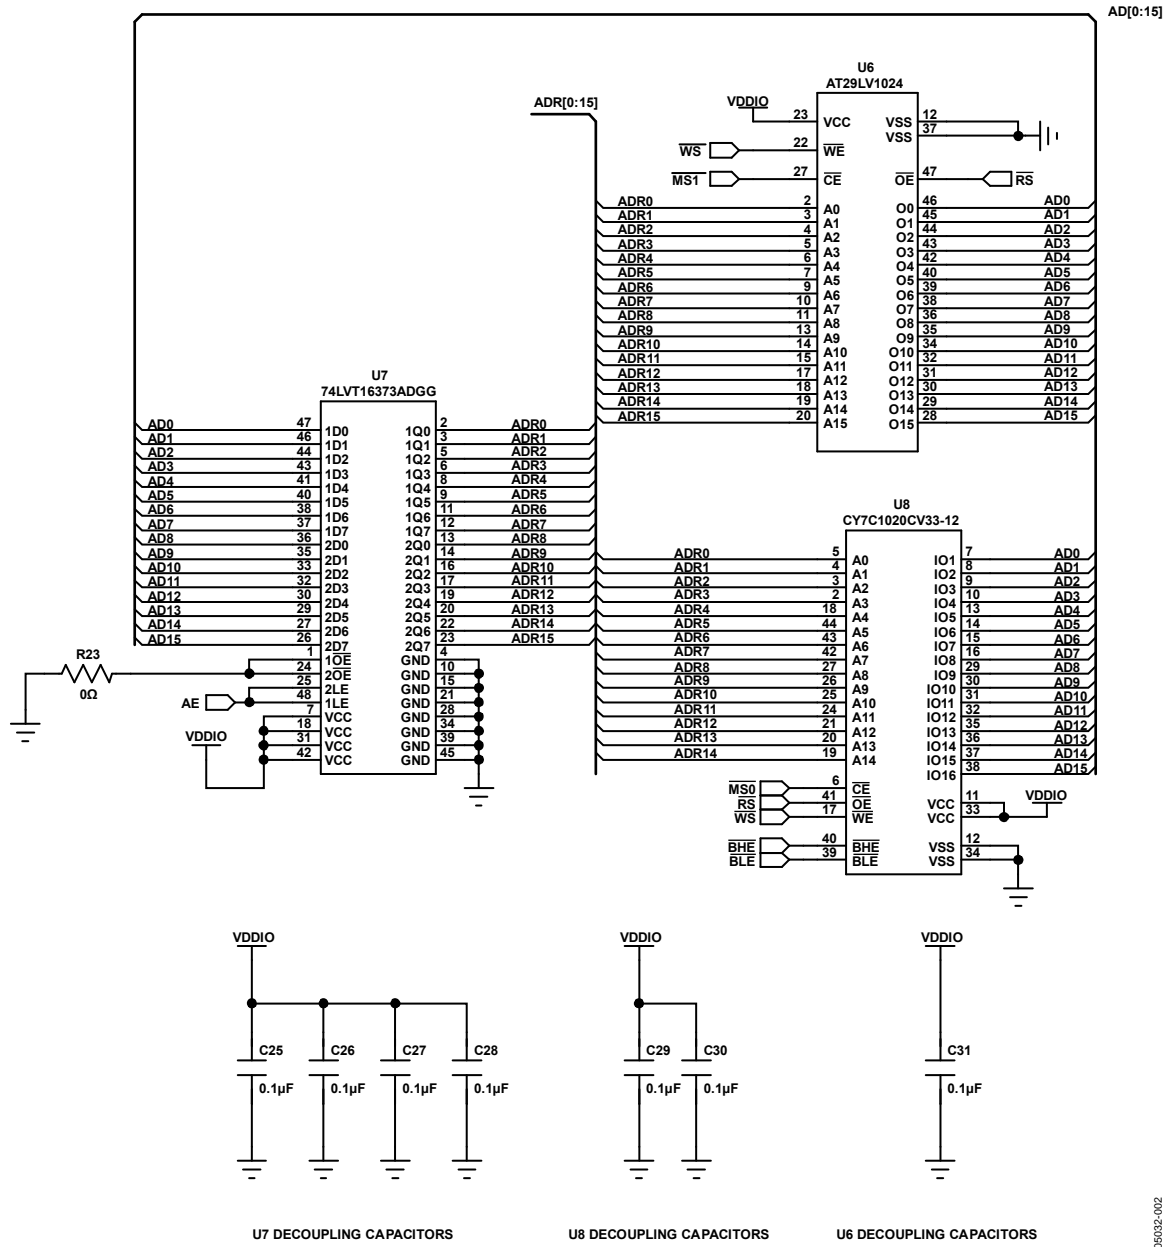 AD[0:15]
U6
AT29LV1024
ADR[0:15]
VDDIO
23 VCC VSS 12
VSS 37
WS 22 WE
MS1 27 CE OE 47 RS
ADR0 2 A0 O0 46 AD0
ADR1 3 A1 O1 45 AD1
ADR2 4 A2 O2 44 AD2
ADR3 5 A3 O3 43 AD3
ADR4 6 A4 O4 42 AD4
ADR5 7 A5 O5 40 AD5
ADR6 9 A6 O6 39 AD6
ADR7 10 A7 O7 38 AD7
ADR8 11 A8 O8 36 AD8
ADR9 13 A9 O9 35 AD9
ADR10 14 A10 O10 34 AD10
ADR11 15 A11 O11 32 AD11
ADR12 17 A12 O12 31 AD12
ADR13 18 A13 O13 30 AD13
ADR14 19 A14 O14 29 AD14
ADR15 20 A15 O15 28 AD15
U7
74LVT16373ADGG
AD0 47 1D0 1Q0 2 ADR0
AD1 46 1D1 1Q1 3 ADR1
AD2 44 1D2 1Q2 5 ADR2
AD3 43 1D3 1Q3 6 ADR3
AD4 41 1D4 1Q4 8 ADR4
AD5 40 1D5 1Q5 9 ADR5
AD6 38 1D6 1Q6 11 ADR6
AD7 37 1D7 1Q7 12 ADR7
AD8 36 2D0 2Q0 13 ADR8
AD9 35 2D1 2Q1 14 ADR9
AD10 33 2D2 2Q2 16 ADR10
AD11 32 2D3 2Q3 17 ADR11
AD12 30 2D4 2Q4 19 ADR12
AD13 29 2D5 2Q5 20 ADR13
AD14 27 2D6 2Q6 22 ADR14
AD15 26 2D7 2Q7 23 ADR15
1 1OE GND 4
24 2OE GND 10
25 2LE GND 15
AE 48 1LE GND 21
7 VCC GND 28
18 VCC GND 34
31 VCC GND 39
42 VCC GND 45
R23
0Ω
VDDIO
U8
CY7C1020CV33-12
ADR0 5 A0 IO1 7 AD0
ADR1 4 A1 IO2 8 AD1
ADR2 3 A2 IO3 9 AD2
ADR3 2 A3 IO4 10 AD3
ADR4 18 A4 IO5 13 AD4
ADR5 44 A5 IO6 14 AD5
ADR6 43 A6 IO7 15 AD6
ADR7 42 A7 IO8 16 AD7
ADR8 27 A8 IO9 29 AD8
ADR9 26 A9 IO10 30 AD9
ADR10 25 A10 IO11 31 AD10
ADR11 24 A11 IO12 32 AD11
ADR12 21 A12 IO13 35 AD12
ADR13 20 A13 IO14 36 AD13
ADR14 19 A14 IO15 37 AD14
IO16 38 AD15
MS0 6 CE VCC 11 VDDIO
RS 41 OE VCC 33
WS 17 WE
BHE 40 BHE VSS 12
BLE 39 BLE VSS 34
VDDIO VDDIO VDDIO
C25 C26 C27 C28 C29 C30 C31
0.1µF 0.1µF 0.1µF 0.1µF 0.1µF 0.1µF 0.1µF
U7 DECOUPLING CAPACITORS U8 DECOUPLING CAPACITORS U6 DECOUPLING CAPACITORS
05032-002